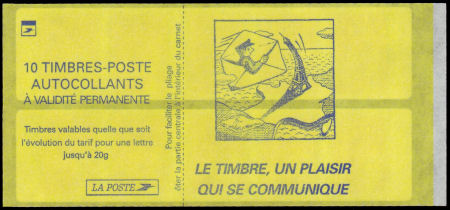 10 TIMBRES-POSTE
AUTOCOLLANTS
À VALIDITÉ PERMANENTE
Timbres valables quelle que soit
l'évolution du tarif pour une lettre
jusqu'à 20g
LA POSTE
Pour faciliter le pliage
ôter la partie centrale à l'intérieur du carnet
LE TIMBRE, UN PLAISIR
QUI SE COMMUNIQUE